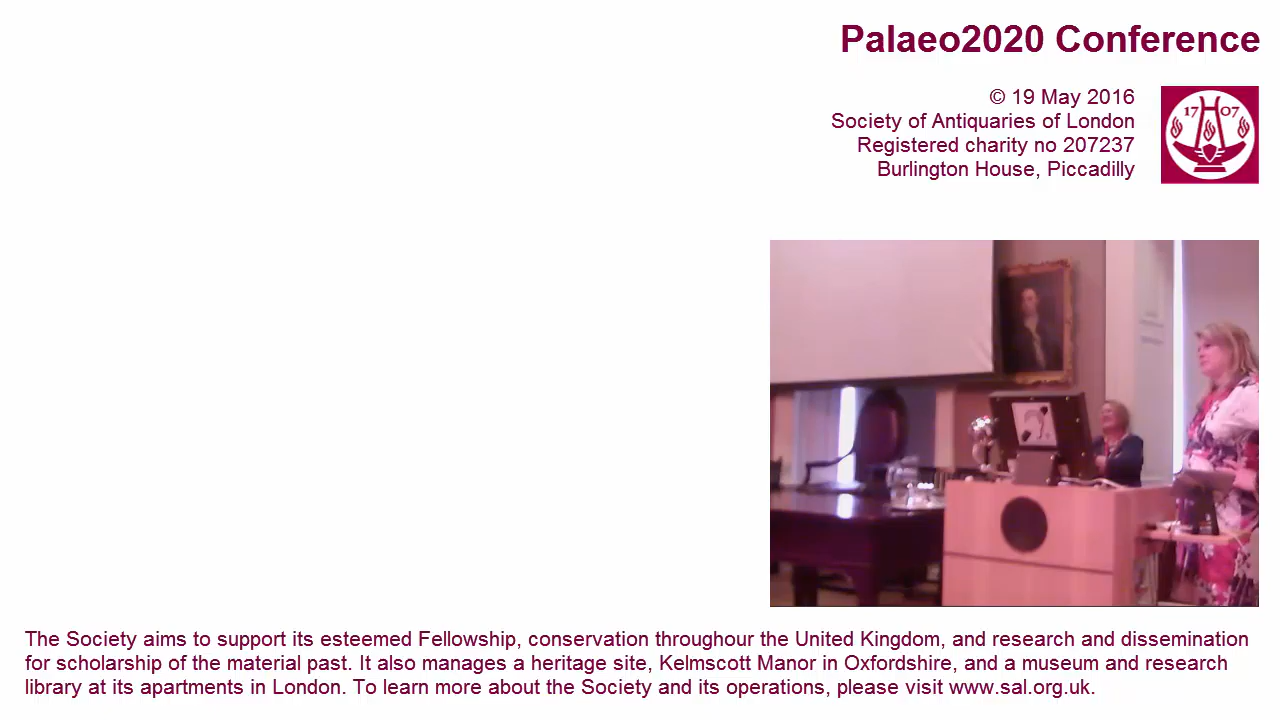 Palaeo2020 Conference
© 19 May 2016
Society of Antiquaries of London
Registered charity no 207237
Burlington House, Piccadilly
17 07
The Society aims to support its esteemed Fellowship, conservation throughour the United Kingdom, and research and dissemination
for scholarship of the material past. It also manages a heritage site, Kelmscott Manor in Oxfordshire, and a museum and research
library at its apartments in London. To learn more about the Society and its operations, please visit www.sal.org.uk.